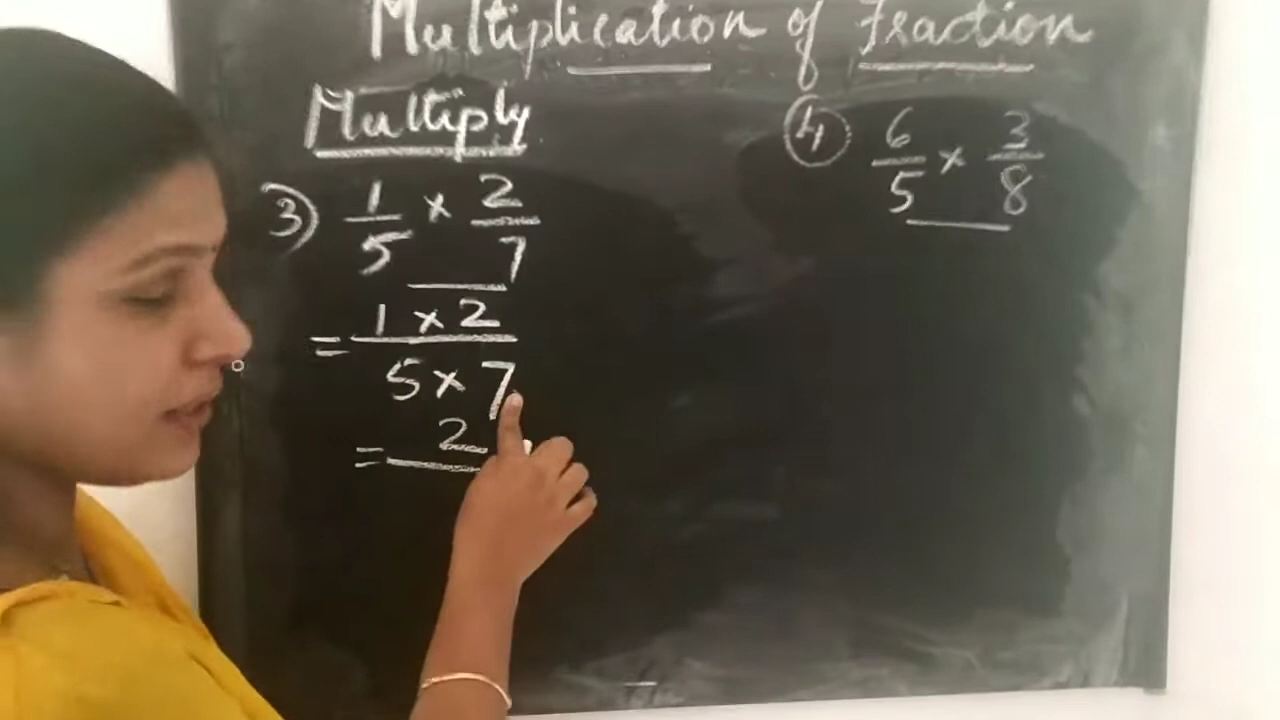 Multiplication of Fraction
Multiply
3) 1/5 × 2/7
= 1 × 2 / 5 × 7
= 2
4 6/5 × 3/8